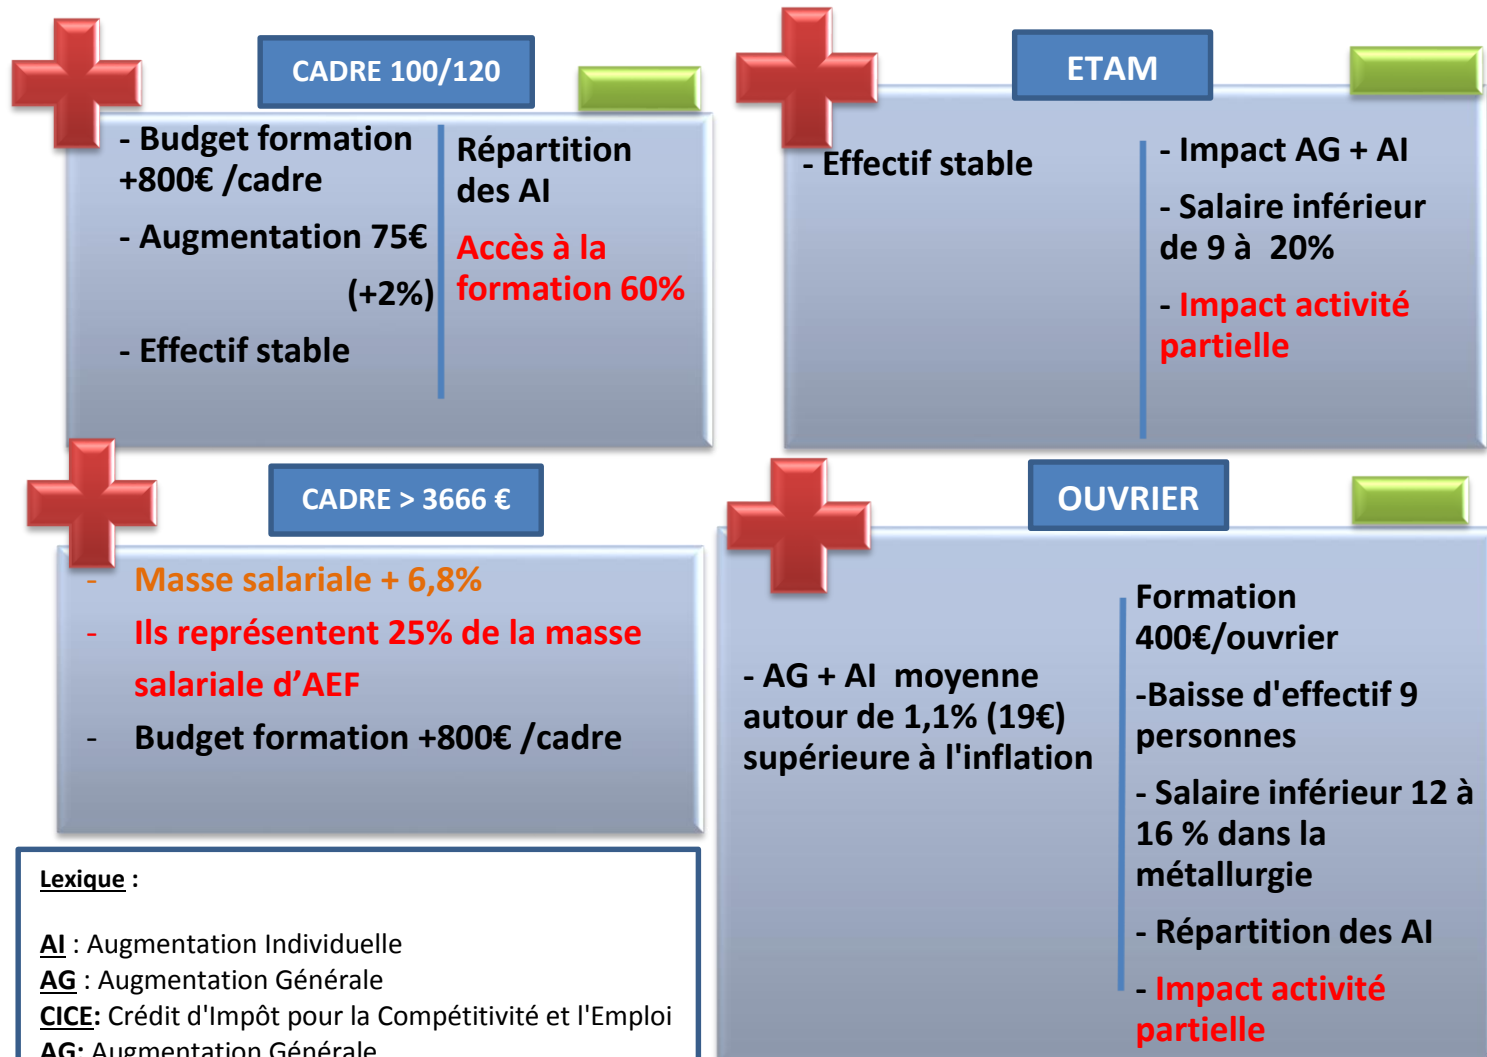 CADRE 100/120
- Budget formation
+800€ /cadre
- Augmentation 75€
(+2%)
- Effectif stable
Répartition
des AI
Accès à la
formation 60%
ETAM
- Effectif stable
- Impact AG + AI
- Salaire inférieur
de 9 à  20%
- Impact activité
partielle
CADRE > 3666 €
- Masse salariale + 6,8%
- Ils représentent 25% de la masse
salariale d’AEF
- Budget formation +800€ /cadre
OUVRIER
- AG + AI  moyenne
autour de 1,1% (19€)
supérieure à l'inflation
Formation
400€/ouvrier
-Baisse d'effectif 9
personnes
- Salaire inférieur 12 à
16 % dans la
métallurgie
- Répartition des AI
- Impact activité
partielle
Lexique :
AI : Augmentation Individuelle
AG : Augmentation Générale
CICE: Crédit d'Impôt pour la Compétitivité et l'Emploi
AG: Augmentation Générale